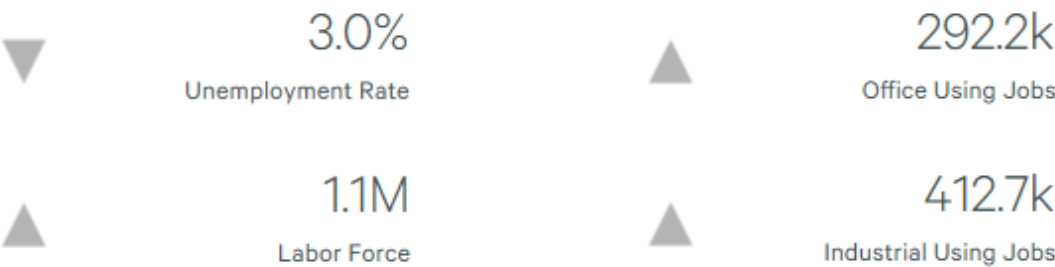 3.0%
Unemployment Rate
292.2k
Office Using Jobs
1.1M
Labor Force
412.7k
Industrial Using Jobs